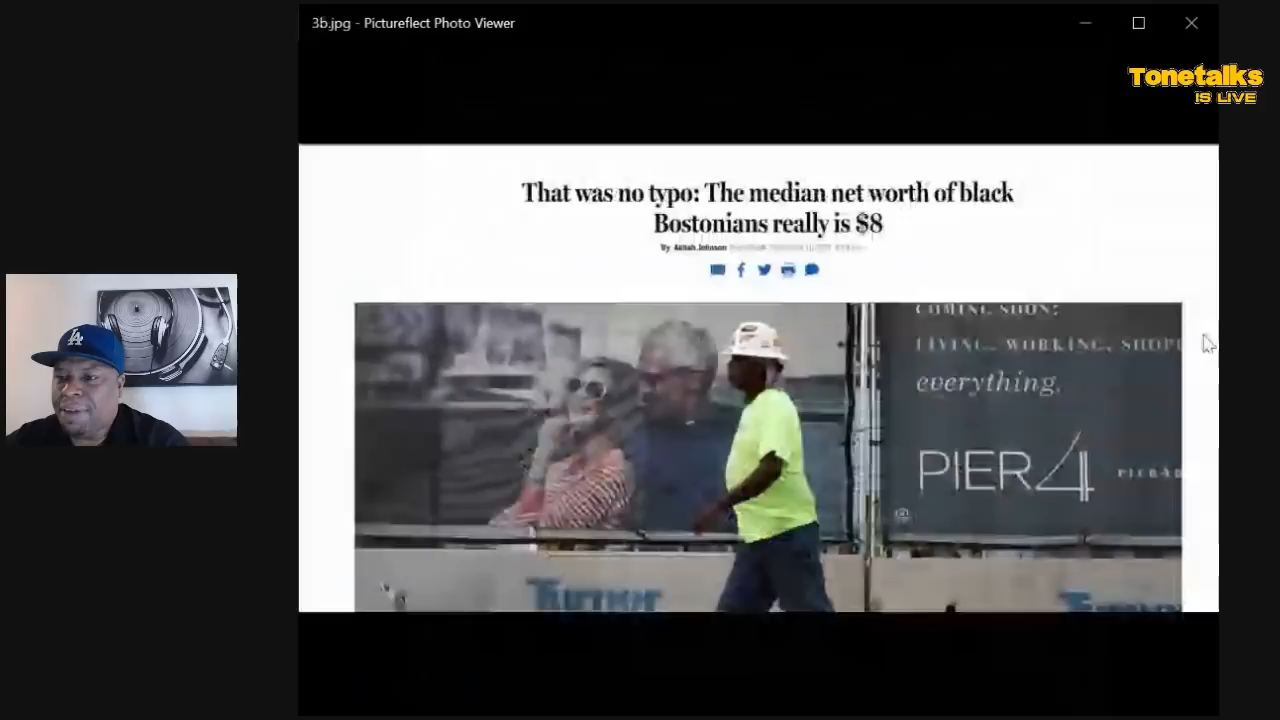 3b.jpg - Pictureflect Photo Viewer
Tonetalks
IS LIVE
That was no typo: The median net worth of black
Bostonians really is $8
By Akilah Johnson
COMING SOON:
LIVING. WORKING.
everything.
PIER4
LA